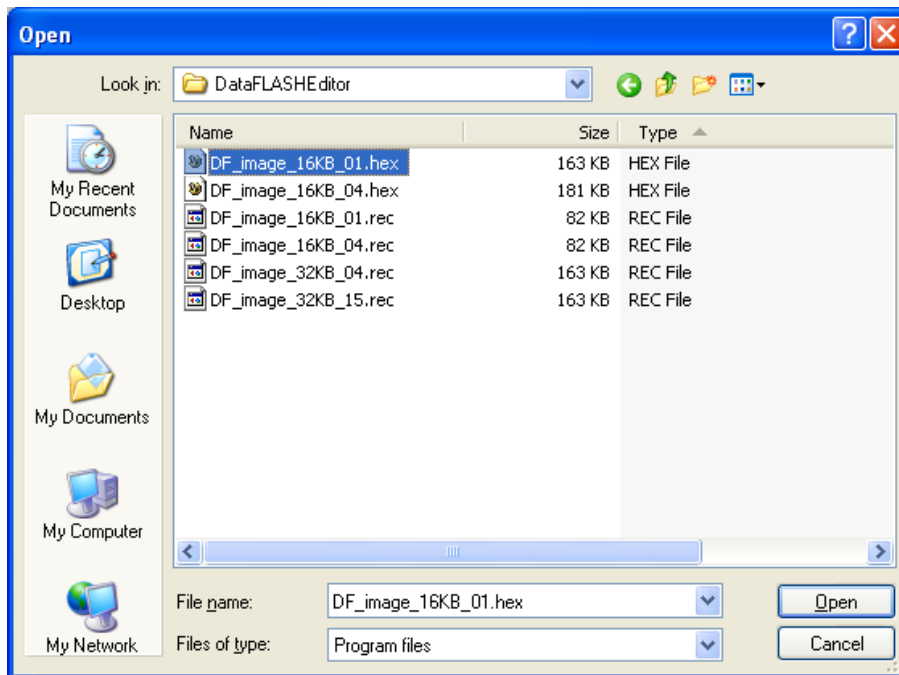 Open
Look in: DataFLASHEditor
Name Size Type
DF_image_16KB_01.hex 163 KB HEX File
DF_image_16KB_04.hex 181 KB HEX File
DF_image_16KB_01.rec 82 KB REC File
DF_image_16KB_04.rec 82 KB REC File
DF_image_32KB_04.rec 163 KB REC File
DF_image_32KB_15.rec 163 KB REC File
My Recent
Documents
Desktop
My Documents
My Computer
My Network
File name: DF_image_16KB_01.hex Open
Files of type: Program files Cancel